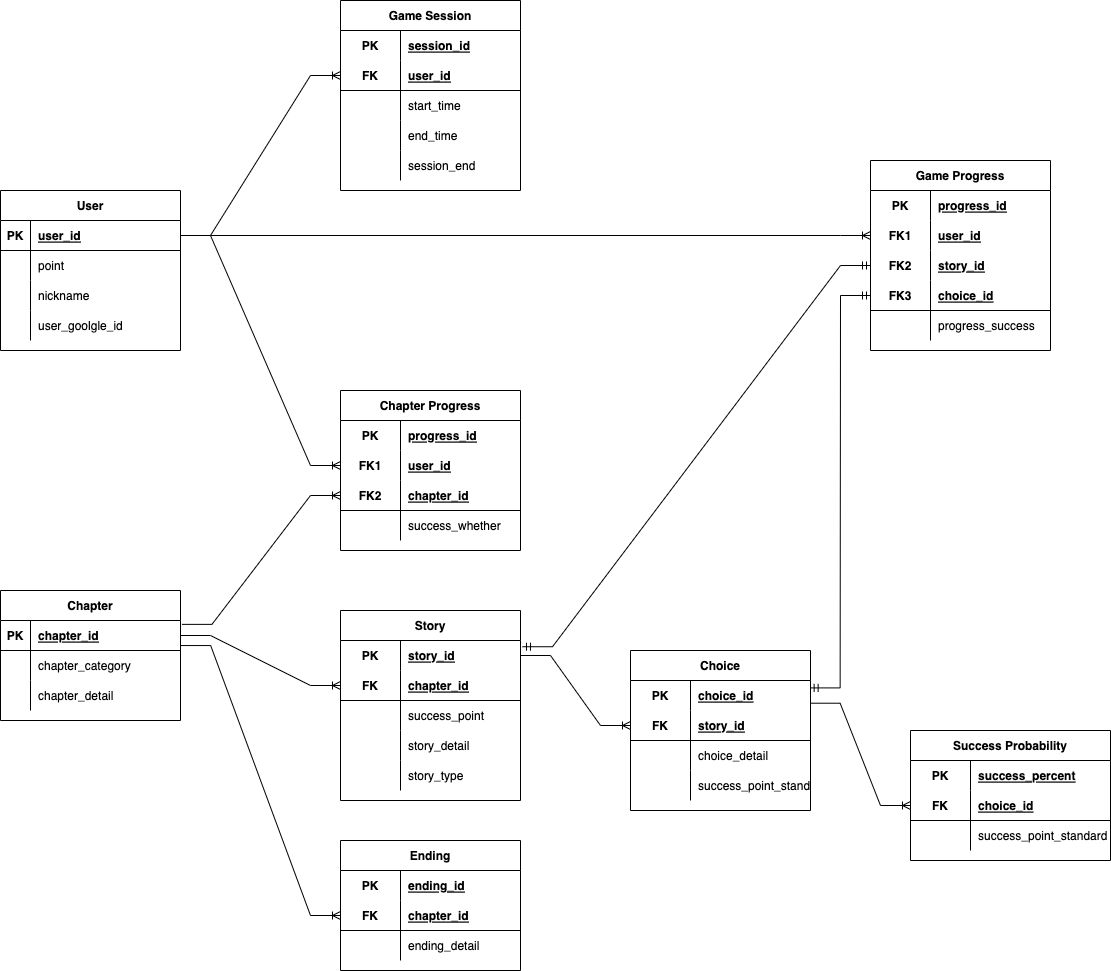 Game Session
PK session_id
FK user_id
start_time
end_time
session_end
User
PK user_id
point
nickname
user_goolgle_id
Game Progress
PK progress_id
FK1 user_id
FK2 story_id
FK3 choice_id
progress_success
Chapter Progress
PK progress_id
FK1 user_id
FK2 chapter_id
success_whether
Chapter
PK chapter_id
chapter_category
chapter_detail
Story
PK story_id
FK chapter_id
success_point
story_detail
story_type
Choice
PK choice_id
FK story_id
choice_detail
success_point_stand
Success Probability
PK success_percent
FK choice_id
success_point_standard
Ending
PK ending_id
FK chapter_id
ending_detail